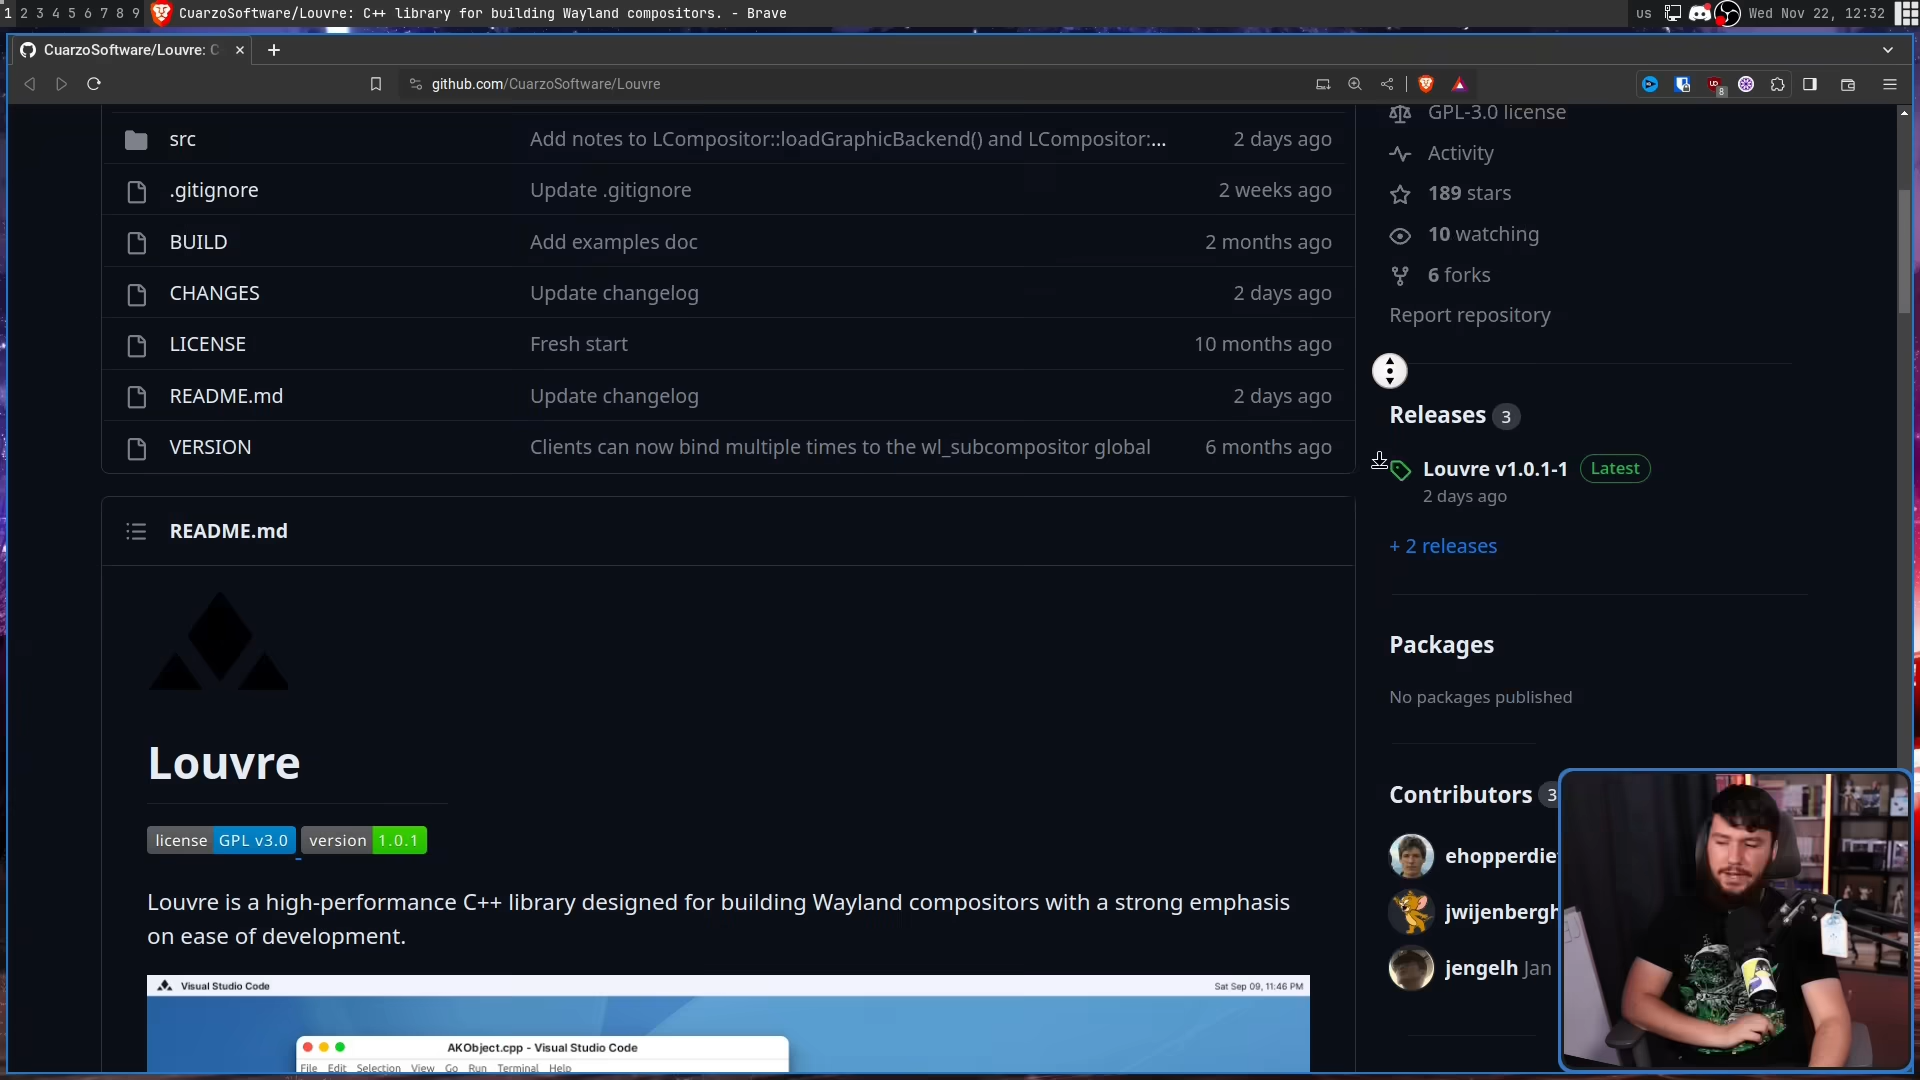 1 2 3 4 5 6 7 8 9 CuarzoSoftware/Louvre: C++ library for building Wayland compositors. - Brave
us Wed Nov 22, 12:32
CuarzoSoftware/Louvre: C
github.com/CuarzoSoftware/Louvre
8
src Add notes to LCompositor::loadGraphicBackend() and LCompositor:... 2 days ago
.gitignore Update .gitignore 2 weeks ago
BUILD Add examples doc 2 months ago
CHANGES Update changelog 2 days ago
LICENSE Fresh start 10 months ago
README.md Update changelog 2 days ago
VERSION Clients can now bind multiple times to the wl_subcompositor global 6 months ago
GPL-3.0 license
Activity
189 stars
10 watching
6 forks
Report repository
Releases 3
Louvre v1.0.1-1 Latest
2 days ago
+ 2 releases
Packages
No packages published
Contributors 3
ehopperdie
jwijenbergh
jengelh Jan
README.md
Louvre
license GPL v3.0 version 1.0.1
Louvre is a high-performance C++ library designed for building Wayland compositors with a strong emphasis
on ease of development.
Visual Studio Code Sat Sep 09, 11:46 PM
AKObject.cpp - Visual Studio Code
File Edit Selection View Go Run Terminal Help